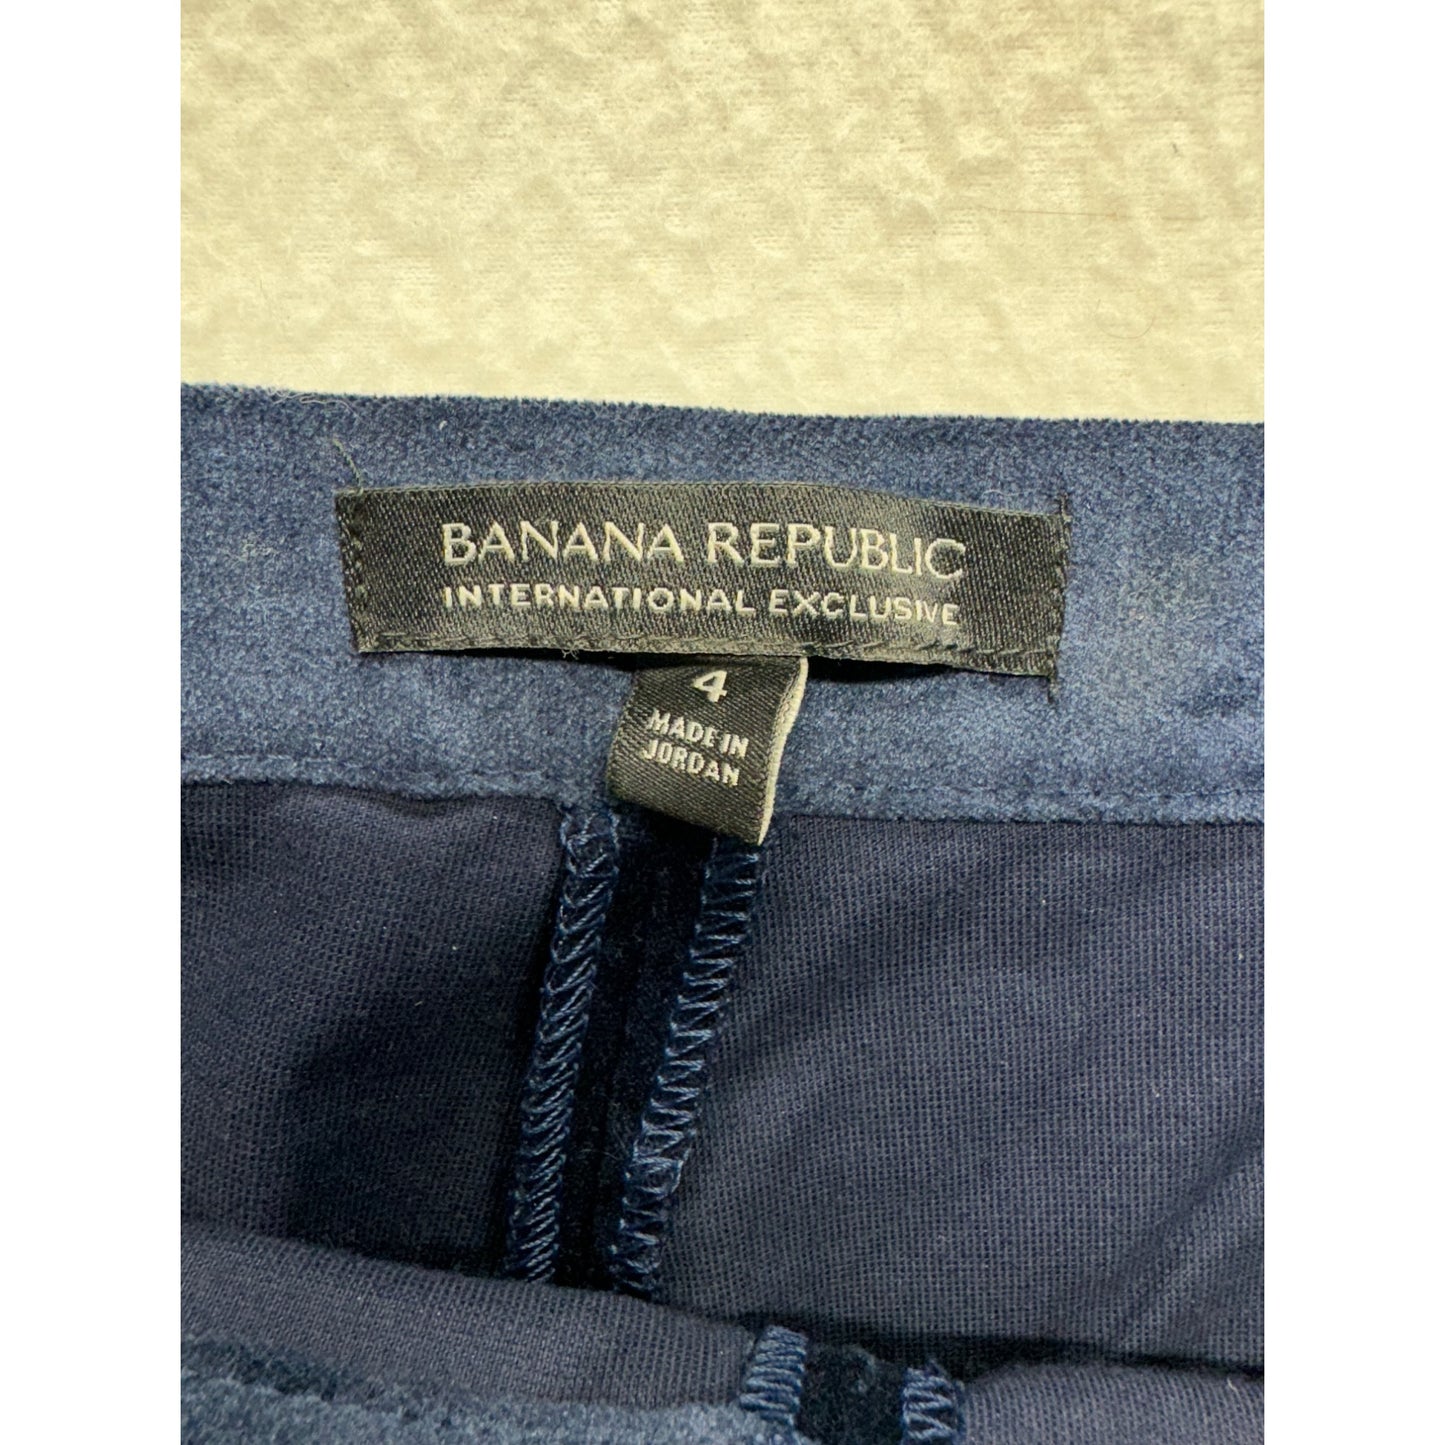 BANANA REPUBLIC
INTERNATIONAL EXCLUSIVE
4
MADE IN
JORDAN